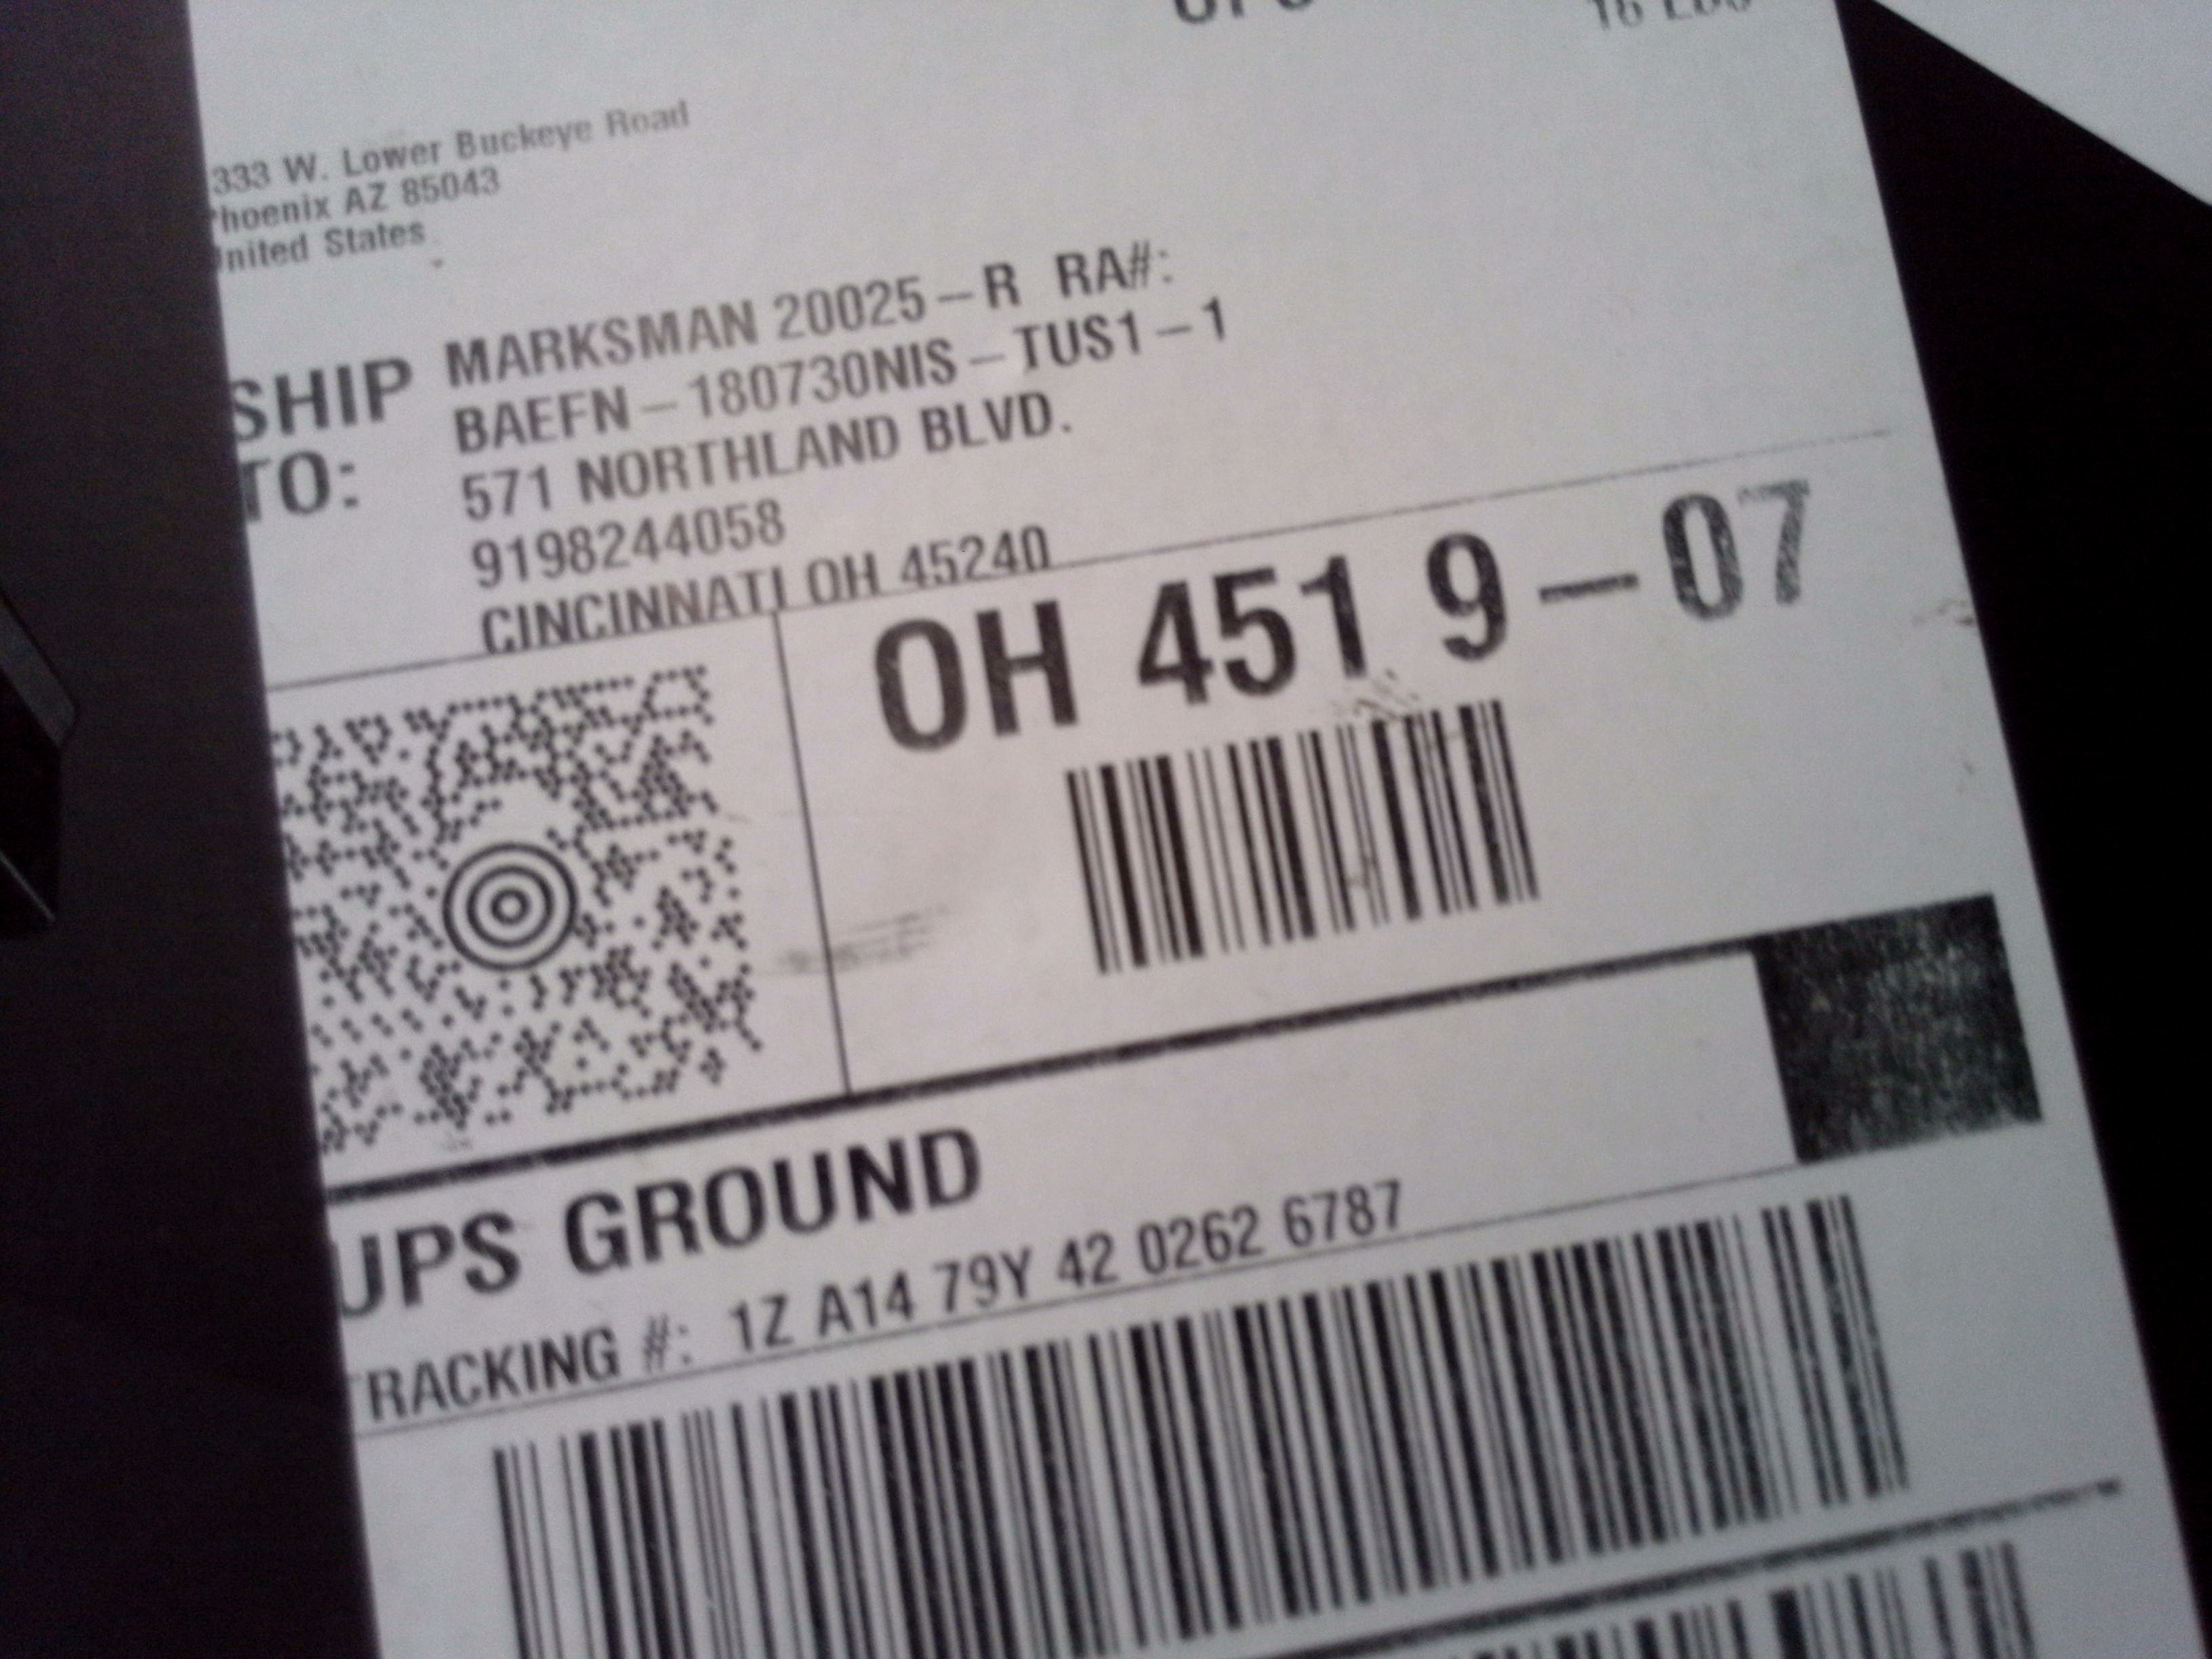 333 W. Lower Buckeye Road
hoenix AZ 85043
United States
SHIP TO:
MARKSMAN 20025-R RA#:
BAEFN-180730NIS-TUS1-1
571 NORTHLAND BLVD.
9198244058
CINCINNATI OH 45240
OH 451 9-07
UPS GROUND
TRACKING #: 1Z A14 79Y 42 0262 6787